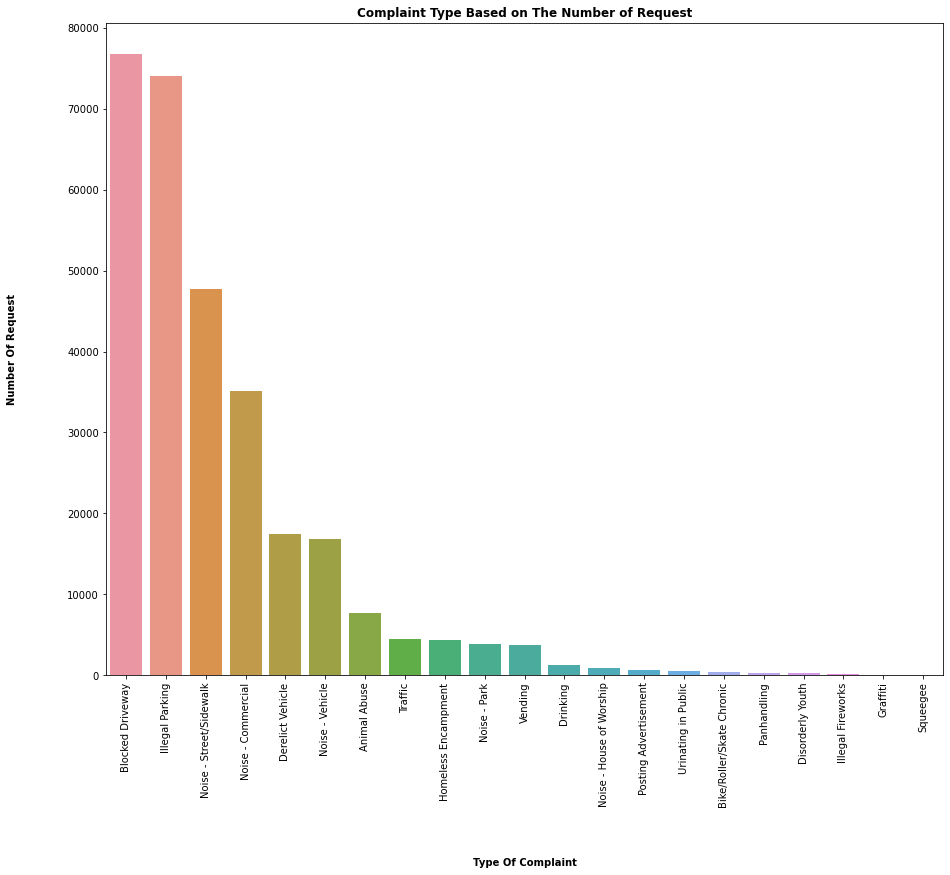 Complaint Type Based on The Number of Request
80000
70000
60000
50000
40000
30000
20000
10000
0
Number Of Request
Blocked Driveway
Illegal Parking
Noise - Street/Sidewalk
Noise - Commercial
Derelict Vehicle
Noise - Vehicle
Animal Abuse
Traffic
Homeless Encampment
Noise - Park
Vending
Drinking
Noise - House of Worship
Posting Advertisement
Urinating in Public
Bike/Roller/Skate Chronic
Panhandling
Disorderly Youth
Illegal Fireworks
Graffiti
Squeegee
Type Of Complaint